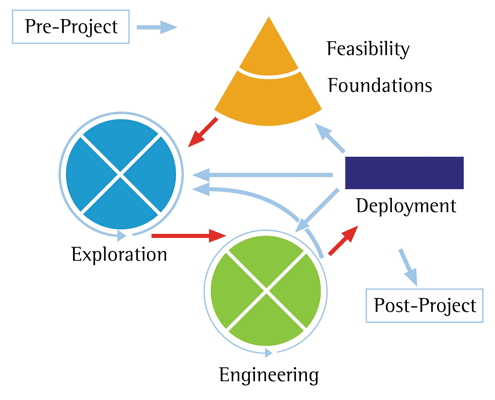 Pre-Project
Feasibility
Foundations
Deployment
Exploration
Post-Project
Engineering